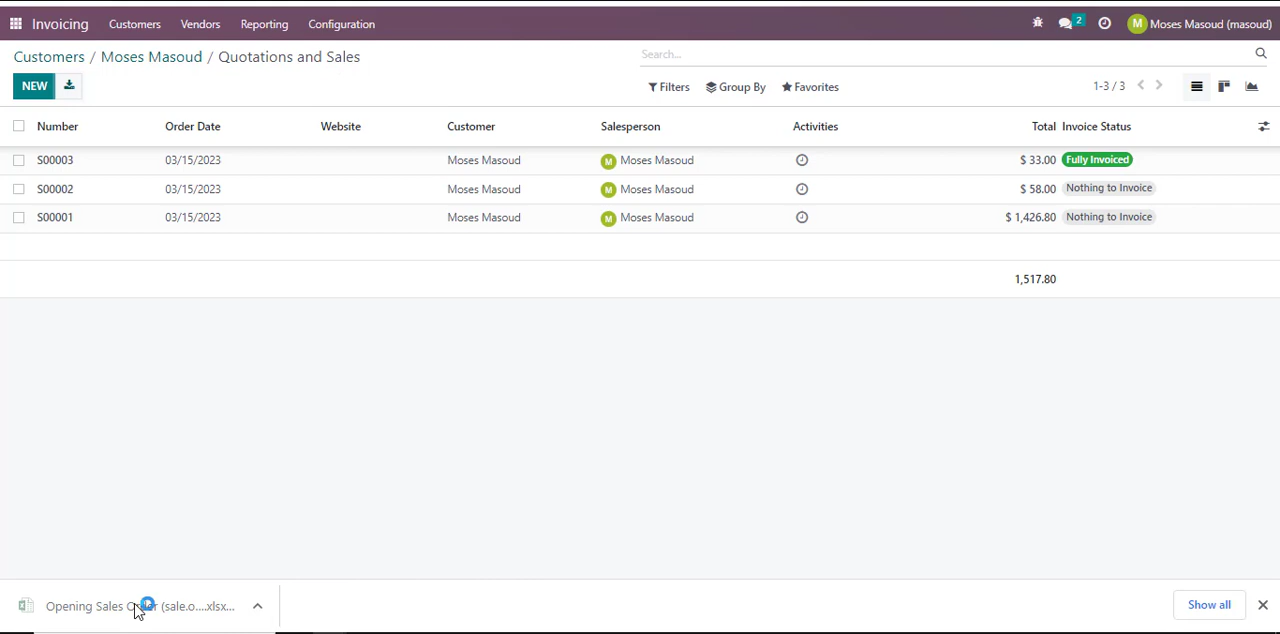 Invoicing Customers Vendors Reporting Configuration 2 M Moses Masoud (masoud)
Customers / Moses Masoud / Quotations and Sales Search...
NEW Filters Group By Favorites 1-3 / 3
Number Order Date Website Customer Salesperson Activities Total Invoice Status
S00003 03/15/2023 Moses Masoud M Moses Masoud $ 33.00 Fully Invoiced
S00002 03/15/2023 Moses Masoud M Moses Masoud $ 58.00 Nothing to Invoice
S00001 03/15/2023 Moses Masoud M Moses Masoud $ 1,426.80 Nothing to Invoice
1,517.80
Opening Sales (sale.o....xlsx... Show all